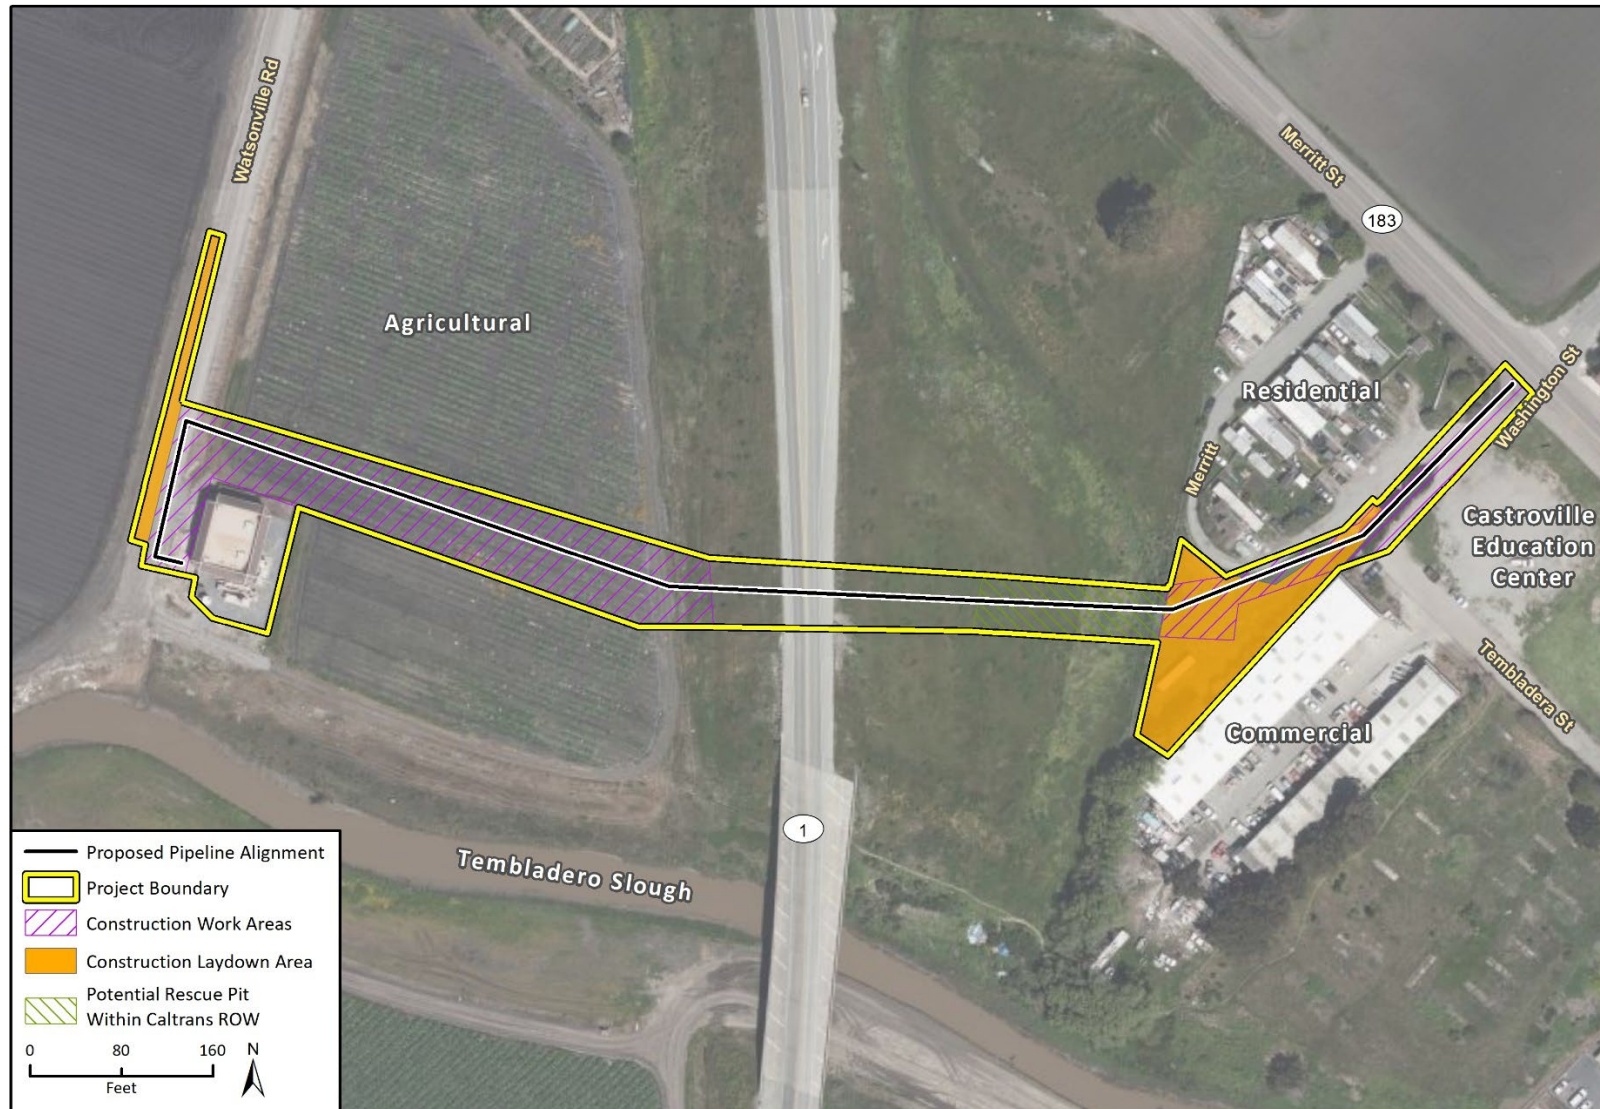 Watsonville Rd
Merritt St
183
Agricultural
Residential
Washington St
Merritt
Castroville
Education
Center
Tembladera St
Commercial
1
Tembladero Slough
Proposed Pipeline Alignment
Project Boundary
Construction Work Areas
Construction Laydown Area
Potential Rescue Pit
Within Caltrans ROW
0 80 160
Feet
N